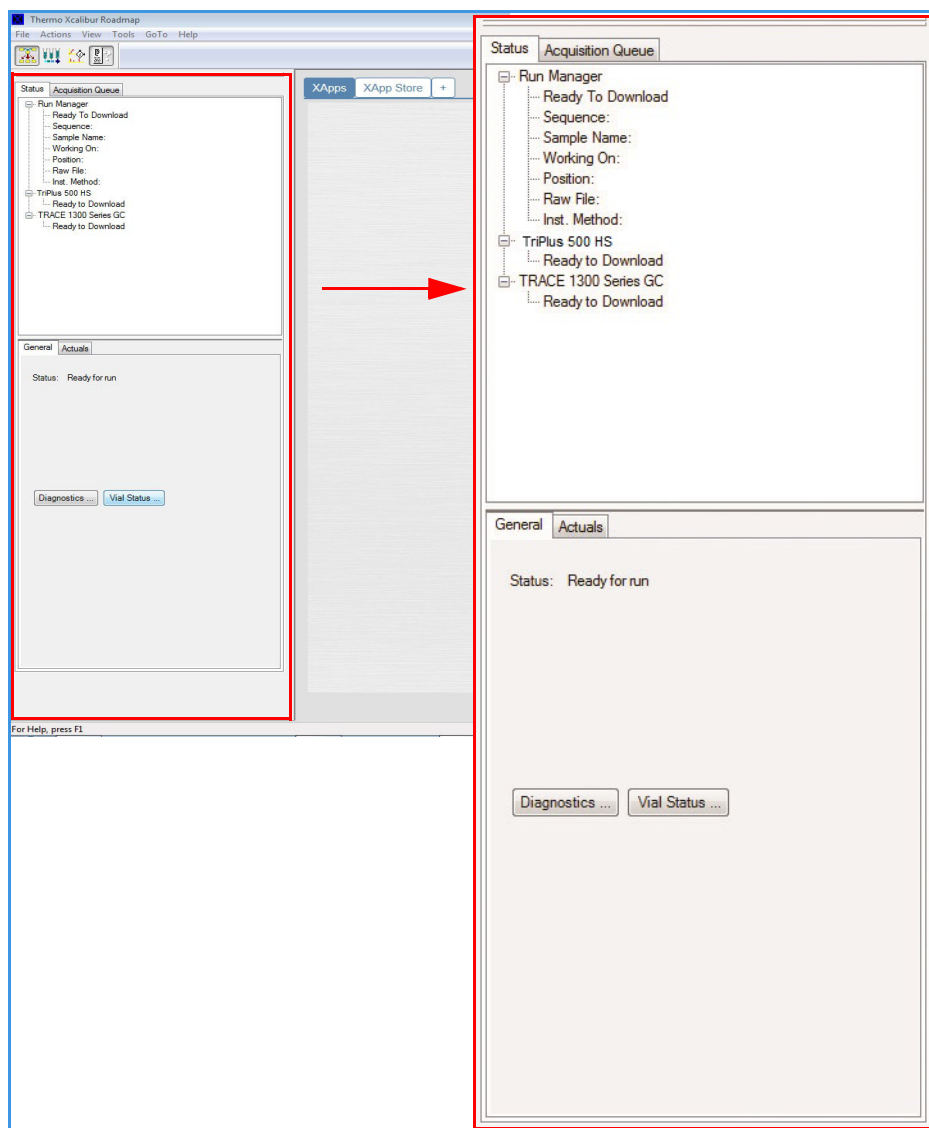 Thermo Xcalibur Roadmap
File Actions View Tools GoTo Help
Status Acquisition Queue
Run Manager
Ready To Download
Sequence:
Sample Name:
Working On:
Position:
Raw File:
Inst. Method:
TriPlus 500 HS
Ready to Download
TRACE 1300 Series GC
Ready to Download
General Actuals
Status: Ready for run
Diagnostics ... Vial Status ...
For Help, press F1
XApps XApp Store +
Status Acquisition Queue
Run Manager
Ready To Download
Sequence:
Sample Name:
Working On:
Position:
Raw File:
Inst. Method:
TriPlus 500 HS
Ready to Download
TRACE 1300 Series GC
Ready to Download
General Actuals
Status: Ready for run
Diagnostics ... Vial Status ...